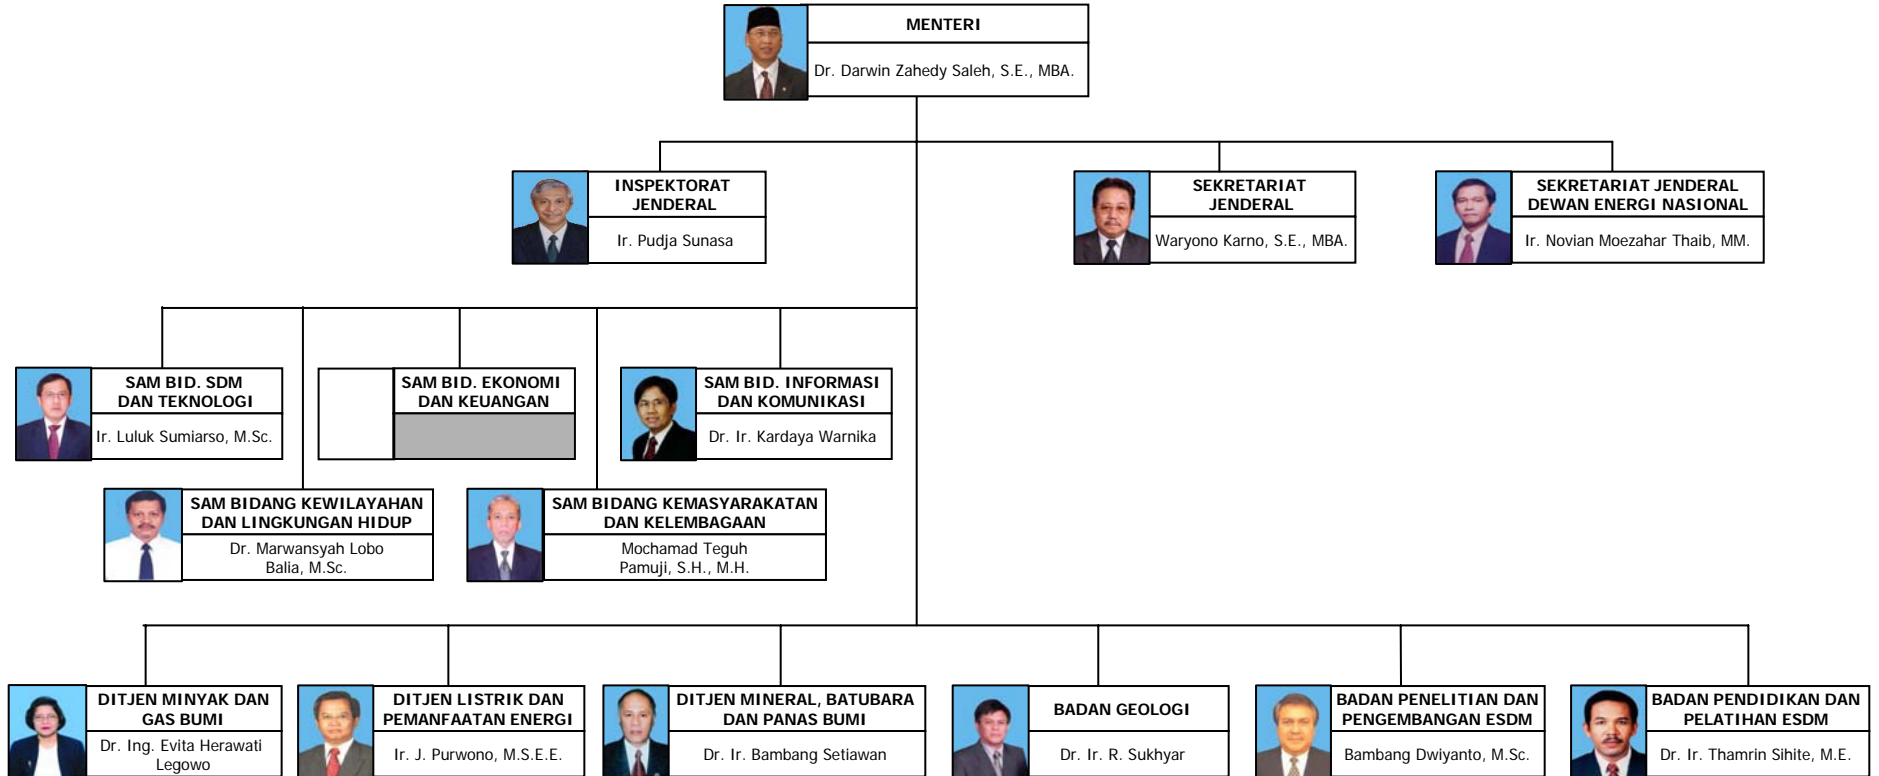 MENTERI
Dr. Darwin Zahedy Saleh, S.E., MBA.
INSPEKTORAT
JENDERAL
Ir. Pudja Sunasa
SEKRETARIAT
JENDERAL
Waryono Karno, S.E., MBA.
SEKRETARIAT JENDERAL
DEWAN ENERGI NASIONAL
Ir. Novian Moezahar Thaib, MM.
SAM BID. SDM
DAN TEKNOLOGI
Ir. Luluk Sumiarso, M.Sc.
SAM BID. EKONOMI
DAN KEUANGAN
SAM BID. INFORMASI
DAN KOMUNIKASI
Dr. Ir. Kardaya Warnika
SAM BIDANG KEWILAYAHAN
DAN LINGKUNGAN HIDUP
Dr. Marwansyah Lobo
Balia, M.Sc.
SAM BIDANG KEMASYARAKATAN
DAN KELEMBAGAAN
Mochamad Teguh
Pamuji, S.H., M.H.
DITJEN MINYAK DAN
GAS BUMI
Dr. Ing. Evita Herawati
Legowo
DITJEN LISTRIK DAN
PEMANFAATAN ENERGI
Ir. J. Purwono, M.S.E.E.
DITJEN MINERAL, BATUBARA
DAN PANAS BUMI
Dr. Ir. Bambang Setiawan
BADAN GEOLOGI
Dr. Ir. R. Sukhyar
BADAN PENELITIAN DAN
PENGEMBANGAN ESDM
Bambang Dwiyanto, M.Sc.
BADAN PENDIDIKAN DAN
PELATIHAN ESDM
Dr. Ir. Thamrin Sihite, M.E.